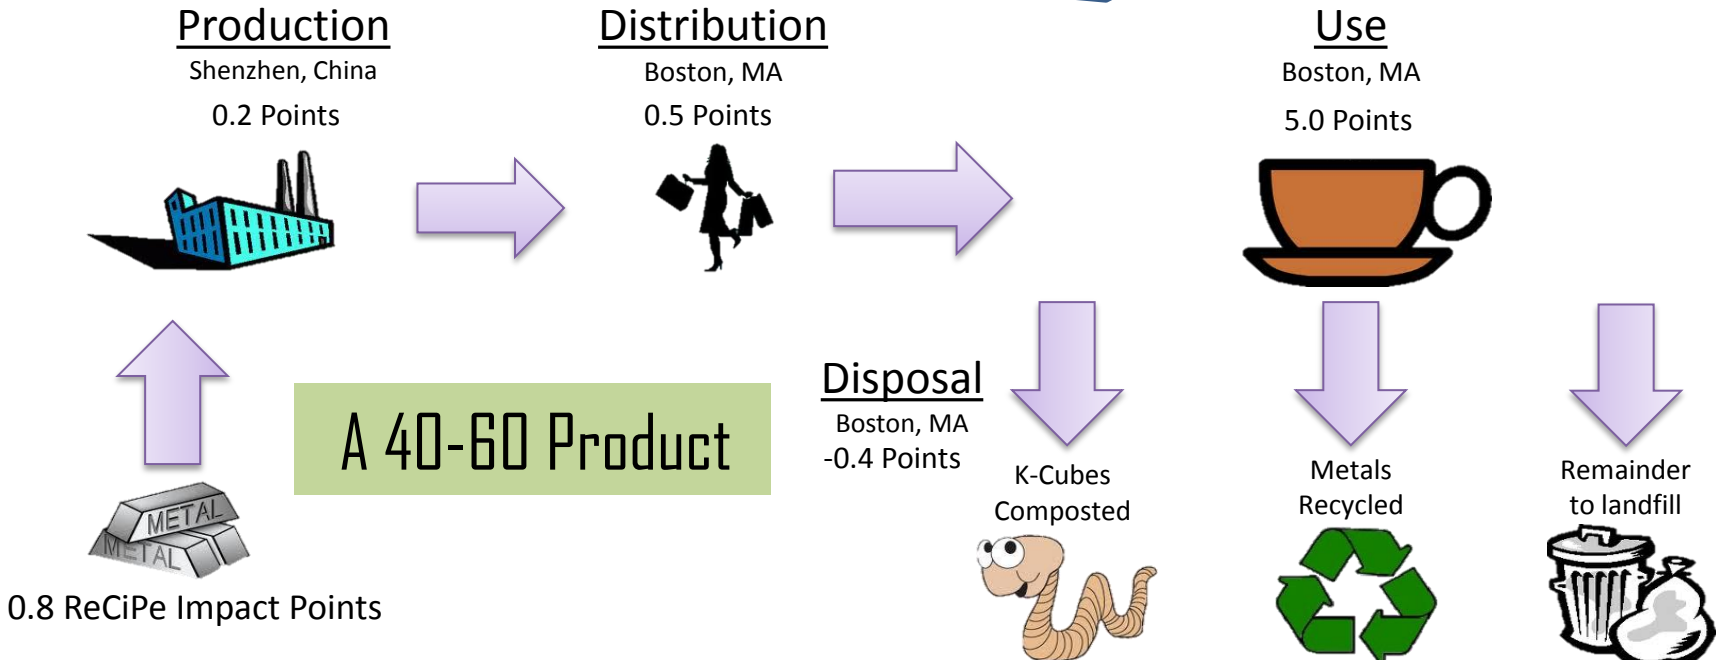 Production
Shenzhen, China
0.2 Points
Distribution
Boston, MA
0.5 Points
Use
Boston, MA
5.0 Points
A 40-60 Product
Disposal
Boston, MA
-0.4 Points
K-Cubes
Composted
Metals
Recycled
Remainder
to landfill
METAL
METAL
0.8 ReCiPe Impact Points